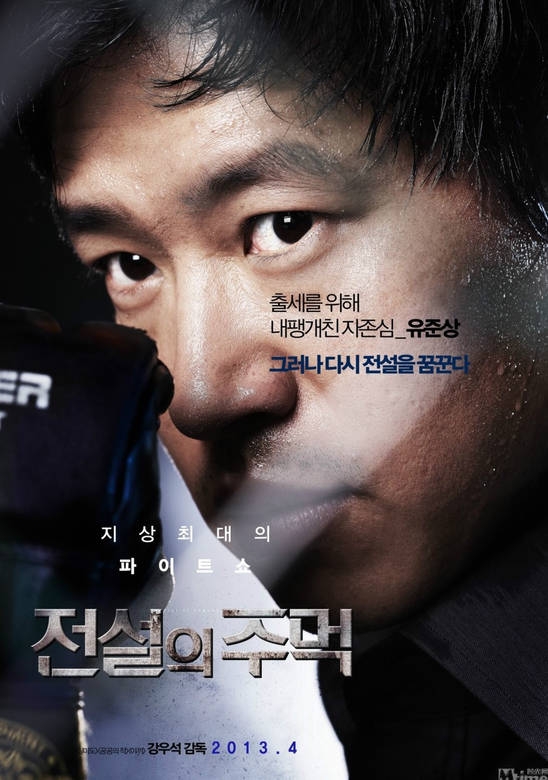 출세를 위해
내팽개친 자존심_유준상
그러나 다시 전설을 꿈꾼다
ER
지상최대의
파이트쇼
전설의 주먹
강우석 감독 2013.4